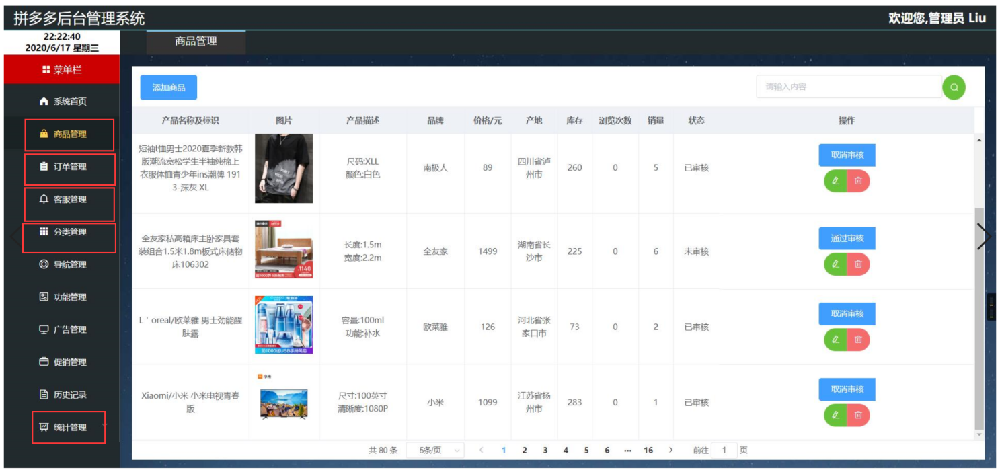 拼多多后台管理系统
欢迎您,管理员 Liu
22:22:40
2020/6/17 星期三
商品管理
菜单栏
系统首页
商品管理
订单管理
客服管理
分类管理
导航管理
功能管理
广告管理
促销管理
历史记录
统计管理
添加商品
请输入内容
产品名称及标识 图片 产品描述 品牌 价格/元 产地 库存 浏览次数 销量 状态 操作
短袖t恤男士2020夏季新款韩
版潮流宽松学生半袖纯棉上
衣服体恤青少年ins潮牌 191
3-深灰 XL
尺码:XLL
颜色:白色
南极人
89
四川省泸
州市
260
0
5
已审核
取消审核
全友家私高箱床主卧家具套
装组合1.5米1.8m板式床储物
床106302
.1140
长度:1.5m
宽度:2.2m
全友家
1499
湖南省长
沙市
225
0
6
未审核
通过审核
L ' oreal/欧莱雅 男士劲能醒
肤露
前1000送USB手持风扇
容量:100ml
功能:补水
欧莱雅
126
河北省张
家口市
73
0
2
已审核
取消审核
Xiaomi/小米 小米电视青春
版
小米
尺寸:100英寸
清晰度:1080P
小米
1099
江苏省扬
州市
283
0
1
已审核
取消审核
共 80 条 5条/页 < 1 2 3 4 5 6 ··· 16 > 前往 1 页